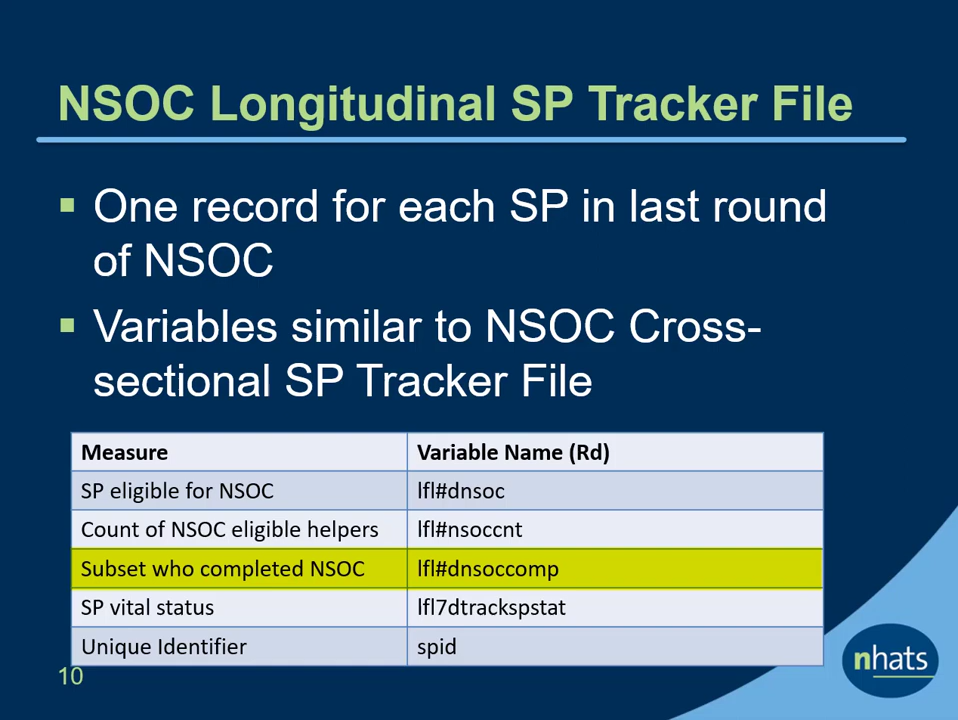 NSOC Longitudinal SP Tracker File
▪ One record for each SP in last round
of NSOC
▪ Variables similar to NSOC Cross-
sectional SP Tracker File
Measure Variable Name (Rd)
SP eligible for NSOC lfl#dnsoc
Count of NSOC eligible helpers lfl#nsoccnt
Subset who completed NSOC lfl#dnsoccomp
SP vital status lfl7dtrackspstat
Unique Identifier spid
10
nhats